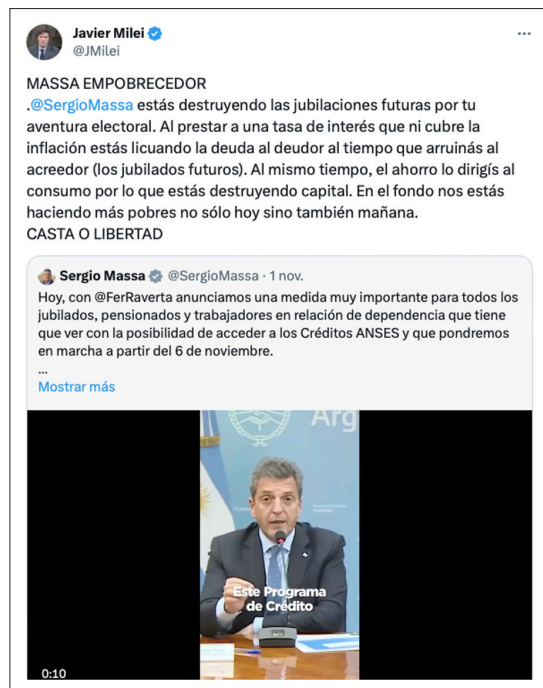 Javier Milei
@JMilei
MASSA EMPOBRECEDOR
.@SergioMassa estás destruyendo las jubilaciones futuras por tu
aventura electoral. Al prestar a una tasa de interés que ni cubre la
inflación estás licuando la deuda al deudor al tiempo que arruinás al
acreedor (los jubilados futuros). Al mismo tiempo, el ahorro lo dirigís al
consumo por lo que estás destruyendo capital. En el fondo nos estás
haciendo más pobres no sólo hoy sino también mañana.
CASTA O LIBERTAD
Sergio Massa @SergioMassa · 1 nov.
Hoy, con @FerRaverta anunciamos una medida muy importante para todos los
jubilados, pensionados y trabajadores en relación de dependencia que tiene
que ver con la posibilidad de acceder a los Créditos ANSES y que pondremos
en marcha a partir del 6 de noviembre.
...
Mostrar más
Arg
Este Programa
de Crédito
0:10